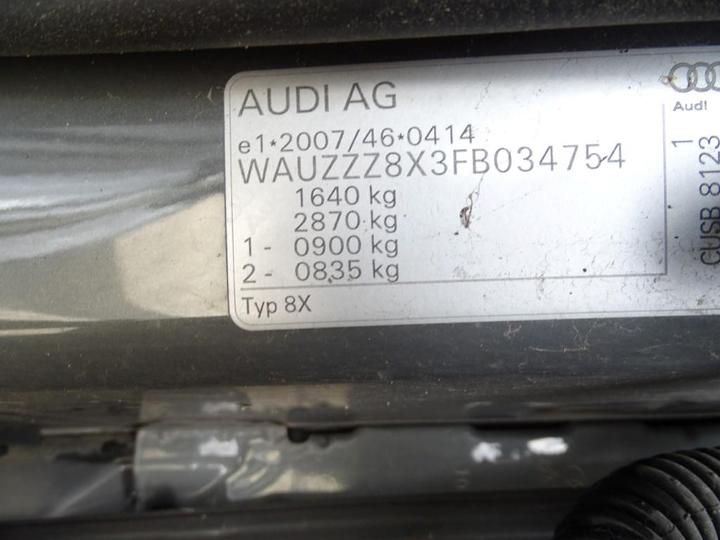 AUDI AG
e1*2007/46*0414
WAUZZZ8X3FB034754
1640 kg
2870 kg
1 - 0900 kg
2 - 0835 kg
Typ 8X
Audi
1
CUSB 8123